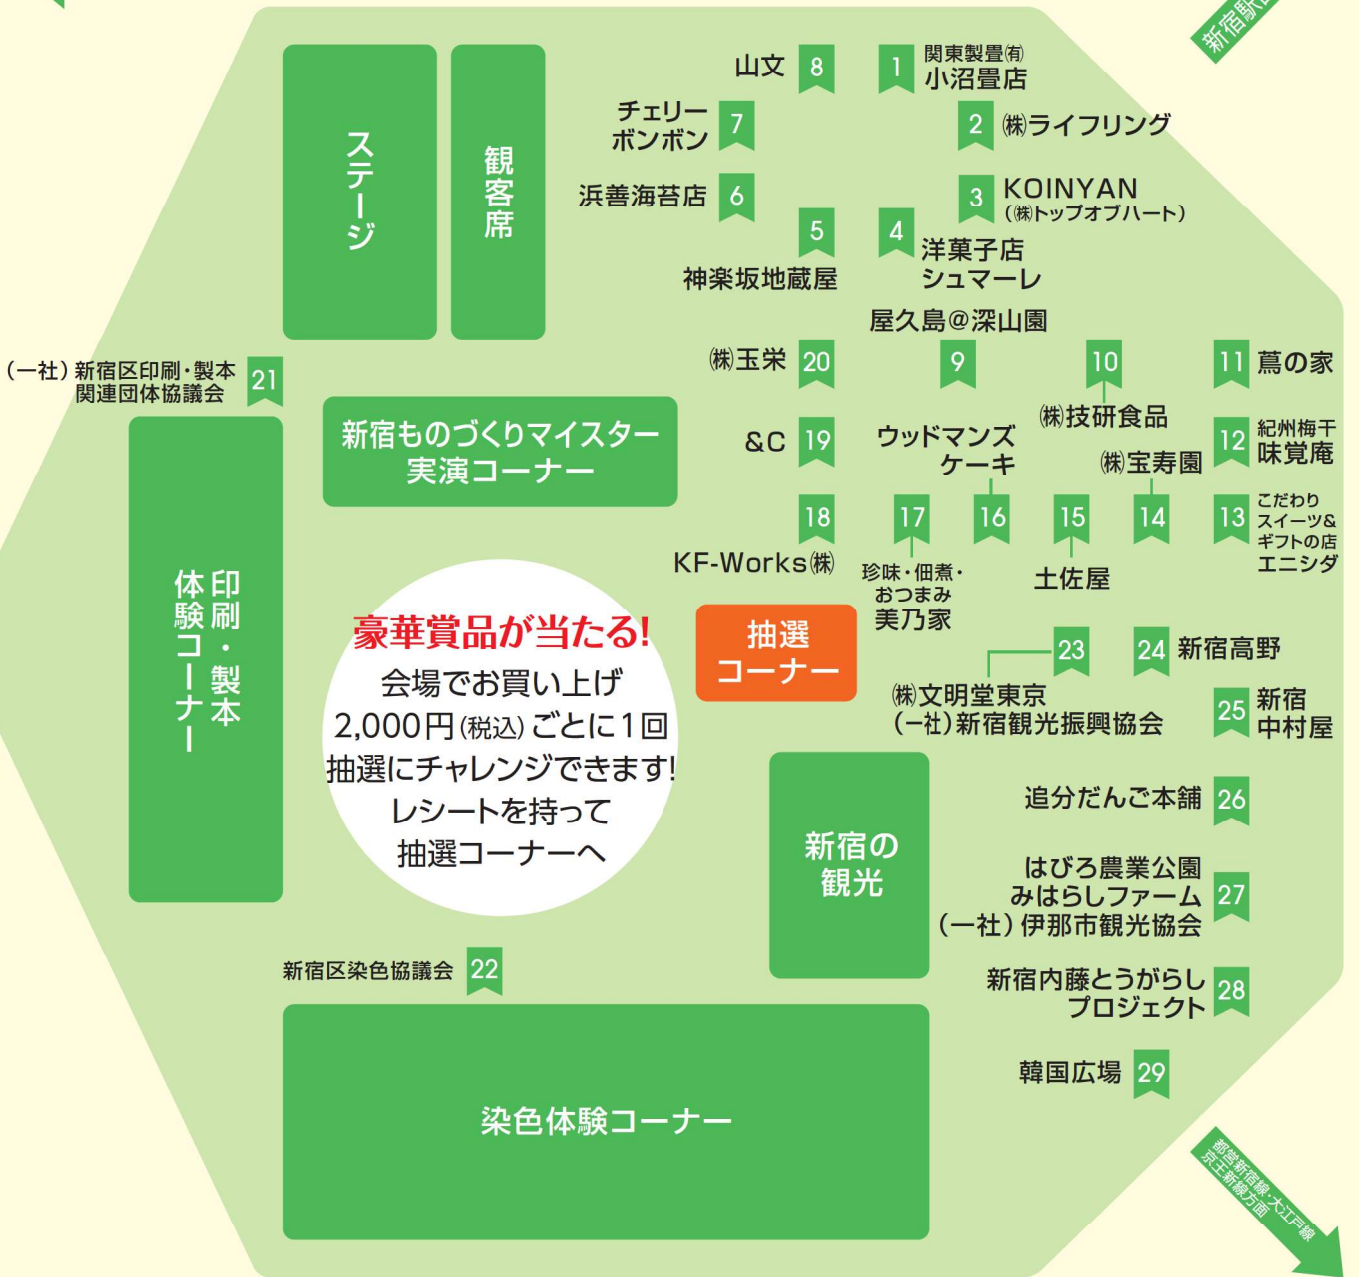 新宿駅
ステージ
観客席
山文 8
1 関東製畳㈲
小沼畳店
チェリー
ボンボン 7
2 ㈱ライフリング
浜善海苔店 6
3 KOINYAN
(㈱トップオブハート)
5
神楽坂地蔵屋
4
洋菓子店
シュマーレ
屋久島@深山園
9
㈱玉栄 20
10
㈱技研食品
11 蔦の家
(一社)新宿区印刷・製本
関連団体協議会 21
新宿ものづくりマイスター
実演コーナー
&C 19
ウッドマンズ
ケーキ
16
㈱宝寿園
14
12 紀州梅干
味覚庵
18
KF-Works㈱
17
珍味・佃煮・
おつまみ
美乃家
15
土佐屋
13 こだわり
スイーツ&
ギフトの店
エニシダ
印刷・製本
体験コーナー
豪華賞品が当たる!
会場でお買い上げ
2,000円(税込)ごとに1回
抽選にチャレンジできます!
レシートを持って
抽選コーナーへ
抽選
コーナー
23
㈱文明堂東京
(一社)新宿観光振興協会
24 新宿高野
25 新宿
中村屋
新宿の
観光
追分だんご本舗 26
はびろ農業公園
みはらしファーム
(一社)伊那市観光協会 27
新宿区染色協議会 22
新宿内藤とうがらし
プロジェクト 28
韓国広場 29
染色体験コーナー
都営新宿線・大江戸線
京王新線方面